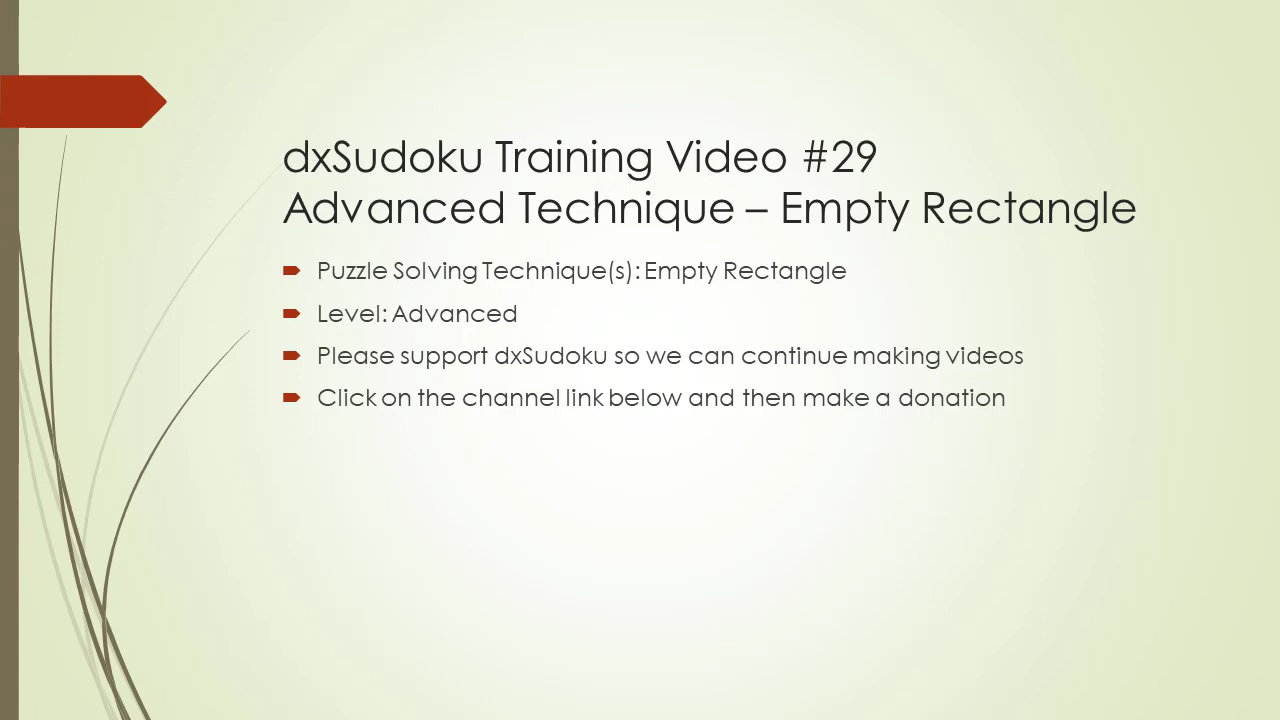 dxSudoku Training Video #29
Advanced Technique – Empty Rectangle
Puzzle Solving Technique(s): Empty Rectangle
Level: Advanced
Please support dxSudoku so we can continue making videos
Click on the channel link below and then make a donation